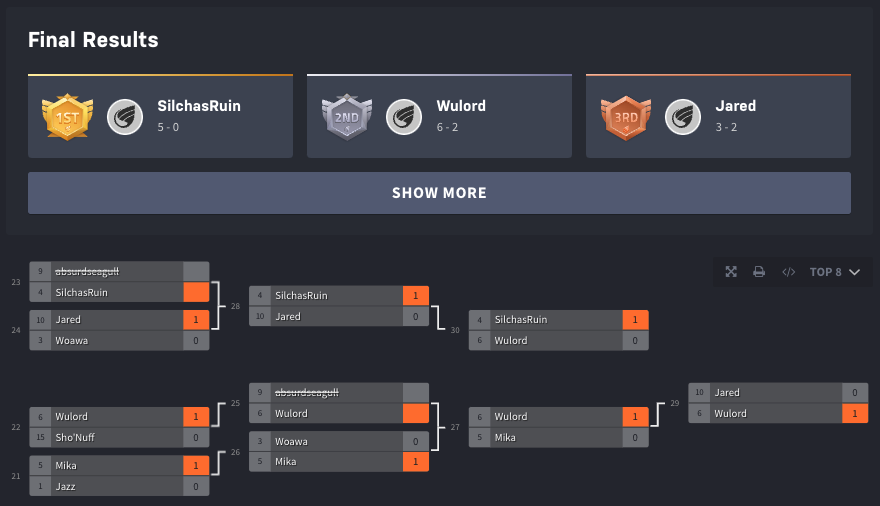 Final Results
1ST
SilchasRuin
5 - 0
2ND
Wulord
6 - 2
3RD
Jared
3 - 2
SHOW MORE
TOP 8
23
9 absurdseagull
4 SilchasRuin
24
10 Jared 1
3 Woawa 0
28
4 SilchasRuin 1
10 Jared 0
30
4 SilchasRuin 1
6 Wulord 0
22
6 Wulord 1
15 Sho'Nuff 0
21
5 Mika 1
1 Jazz 0
25
9 absurdseagull
6 Wulord
26
3 Woawa 0
5 Mika 1
27
6 Wulord 1
5 Mika 0
29
10 Jared 0
6 Wulord 1